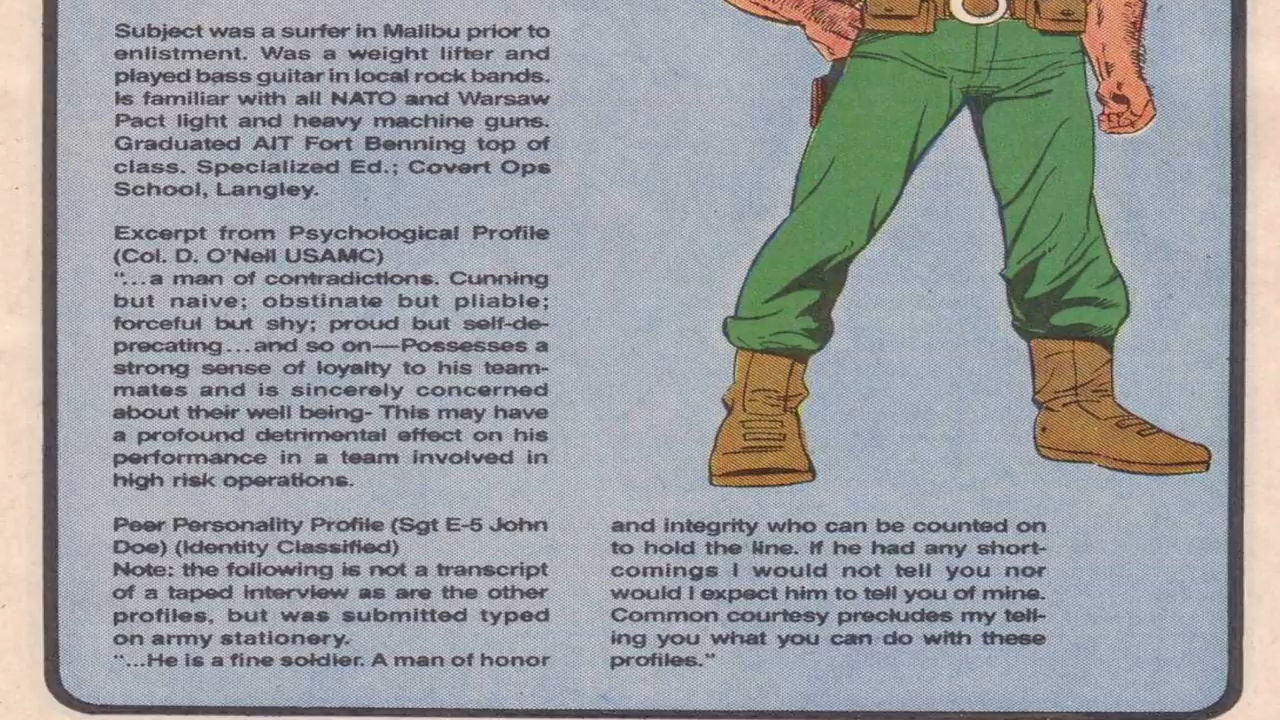 Subject was a surfer in Malibu prior to
enlistment. Was a weight lifter and
played bass guitar in local rock bands.
Is familiar with all NATO and Warsaw
Pact light and heavy machine guns.
Graduated AIT Fort Benning top of
class. Specialized Ed.; Covert Ops
School, Langley.
Excerpt from Psychological Profile
(Col. D. O'Neil USAMC)
"...a man of contradictions. Cunning
but naive; obstinate but pliable;
forceful but shy; proud but self-de-
precating...and so on—Possesses a
strong sense of loyalty to his team-
mates and is sincerely concerned
about their well being- This may have
a profound detrimental effect on his
performance in a team involved in
high risk operations.
Peer Personality Profile (Sgt E-5 John
Doe) (Identity Classified)
Note: the following is not a transcript
of a taped interview as are the other
profiles, but was submitted typed
on army stationery.
"...He is a fine soldier. A man of honor
and integrity who can be counted on
to hold the line. If he had any short-
comings I would not tell you nor
would I expect him to tell you of mine.
Common courtesy precludes my tell-
ing you what you can do with these
profiles."